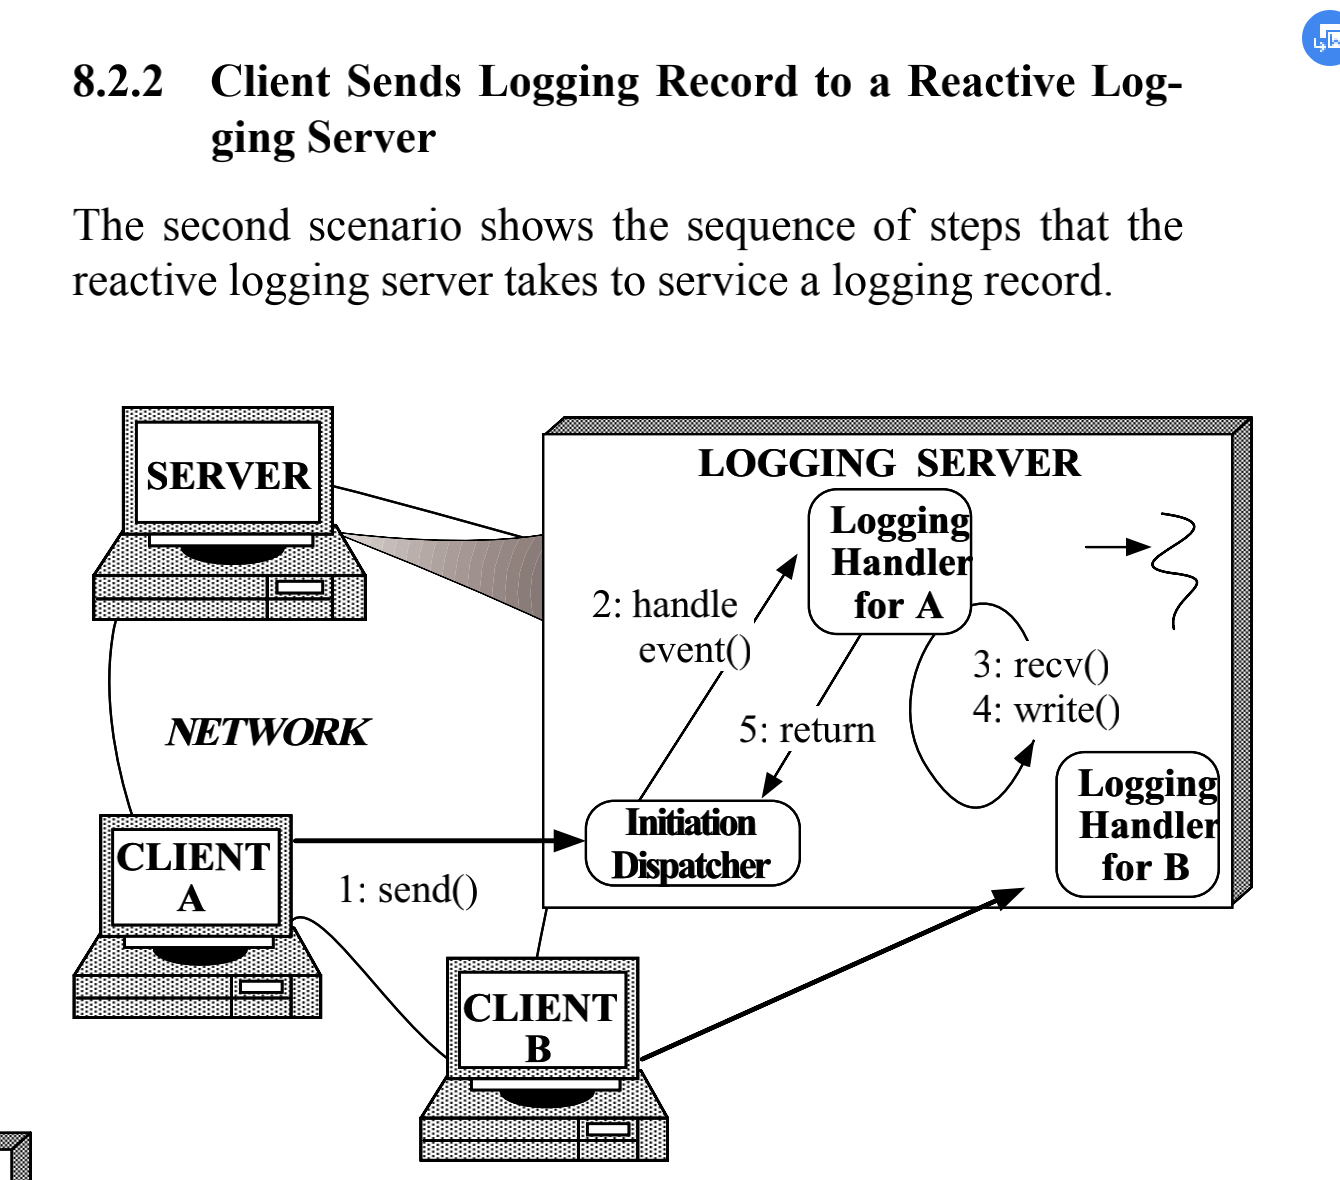 8.2.2 Client Sends Logging Record to a Reactive Log-
ging Server
The second scenario shows the sequence of steps that the
reactive logging server takes to service a logging record.
SERVER
LOGGING SERVER
Logging
Handler
for A
2: handle
event()
3: recv()
4: write()
5: return
NETWORK
Logging
Handler
for B
Initiation
Dispatcher
CLIENT
A
1: send()
CLIENT
B